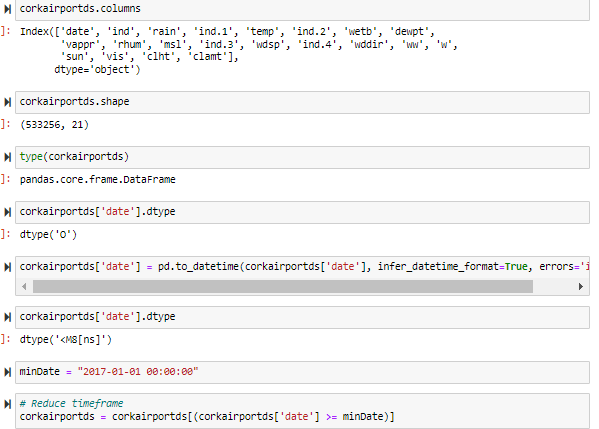 corkairportds.columns
]: Index(['date', 'ind', 'rain', 'ind.1', 'temp', 'ind.2', 'wetb', 'dewpt',
'vappr', 'rhum', 'msl', 'ind.3', 'wdsp', 'ind.4', 'wddir', 'ww', 'w',
'sun', 'vis', 'clht', 'clamt'],
dtype='object')
corkairportds.shape
]: (533256, 21)
type(corkairportds)
]: pandas.core.frame.DataFrame
corkairportds['date'].dtype
]: dtype('O')
corkairportds['date'] = pd.to_datetime(corkairportds['date'], infer_datetime_format=True, errors='i
corkairportds['date'].dtype
]: dtype('<M8[ns]')
minDate = "2017-01-01 00:00:00"
# Reduce timeframe
corkairportds = corkairportds[(corkairportds['date'] >= minDate)]